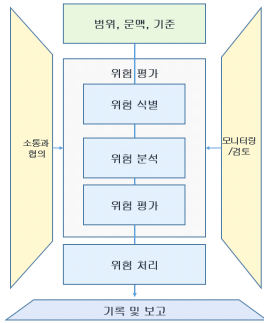 범위, 문맥, 기준
위험 평가
위험 식별
소통과
협의
위험 분석
모니터링
/검토
위험 평가
위험 처리
기록 및 보고